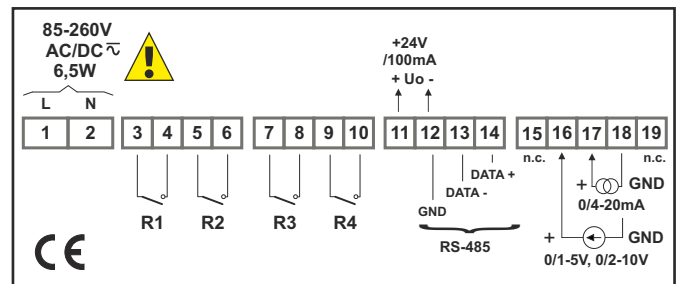 85-260V
AC/DC
6,5W
L N
+24V
/100mA
+ Uo -
1 2 3 4 5 6 7 8 9 10 11 12 13 14 15 16 17 18 19
n.c. n.c.
R1 R2 R3 R4
GND
DATA -
DATA +
RS-485
+ GND
0/4-20mA
+ GND
0/1-5V, 0/2-10V
CE